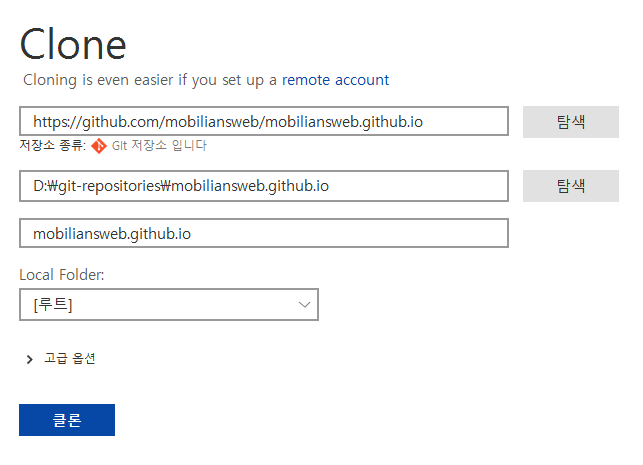 Clone
Cloning is even easier if you set up a remote account
https://github.com/mobiliansweb/mobiliansweb.github.io 탐색
저장소 종류: Git 저장소 입니다
D:₩git-repositories₩mobiliansweb.github.io 탐색
mobiliansweb.github.io
Local Folder:
[루트]
고급 옵션
클론